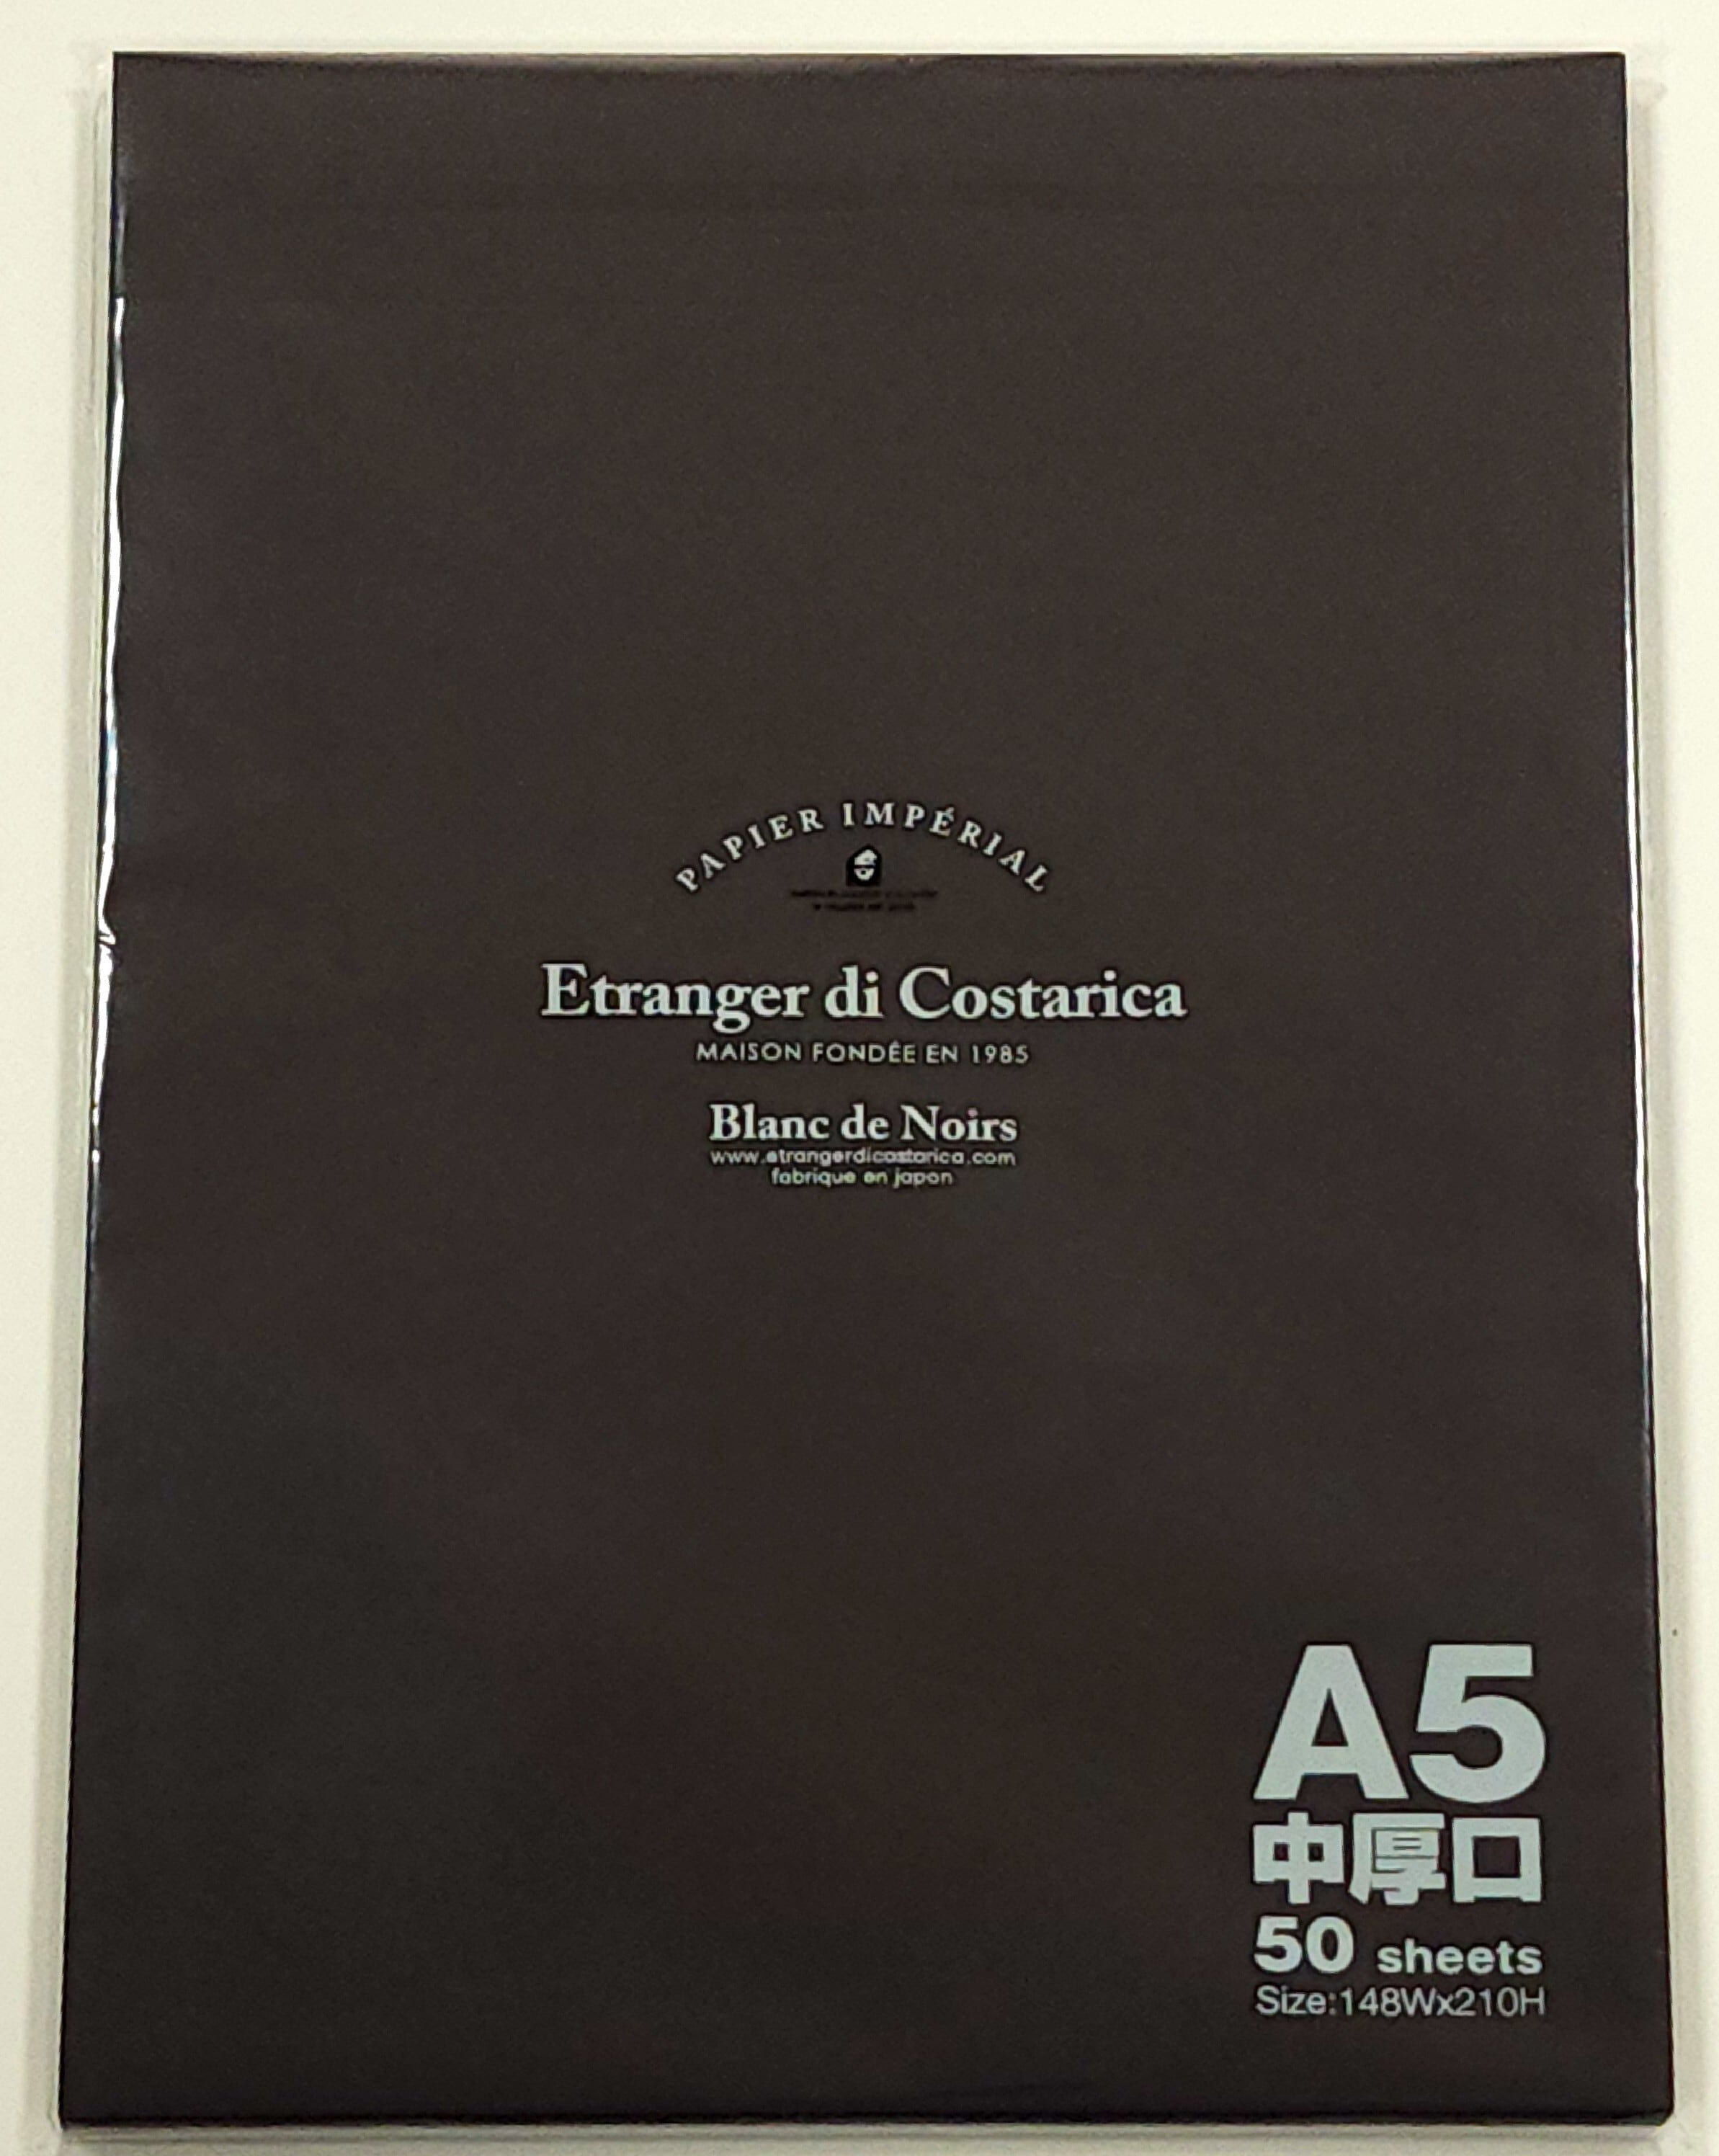 PAPIER IMPÉRIAL
Etranger di Costarica
MAISON FONDÉE EN 1985
Blanc de Noirs
www.etrangerdicostarica.com
fabrique en japon
A5
中厚口
50 sheets
Size:148Wx210H